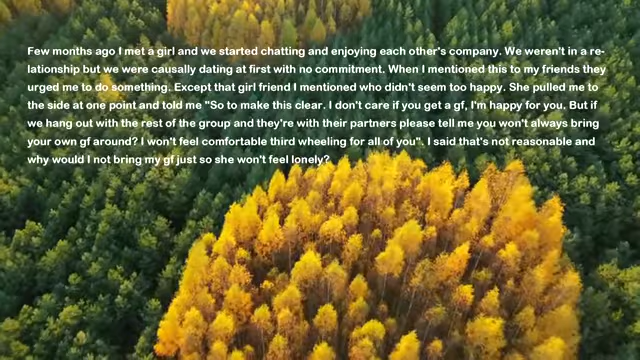 Few months ago I met a girl and we started chatting and enjoying each other's company. We weren't in a re-
lationship but we were causally dating at first with no commitment. When I mentioned this to my friends they
urged me to do something. Except that girl friend I mentioned who didn't seem too happy. She pulled me to
the side at one point and told me "So to make this clear. I don't care if you get a gf, I'm happy for you. But if
we hang out with the rest of the group and they're with their partners please tell me you won't always bring
your own gf around? I won't feel comfortable third wheeling for all of you". I said that's not reasonable and
why would I not bring my gf just so she won't feel lonely?